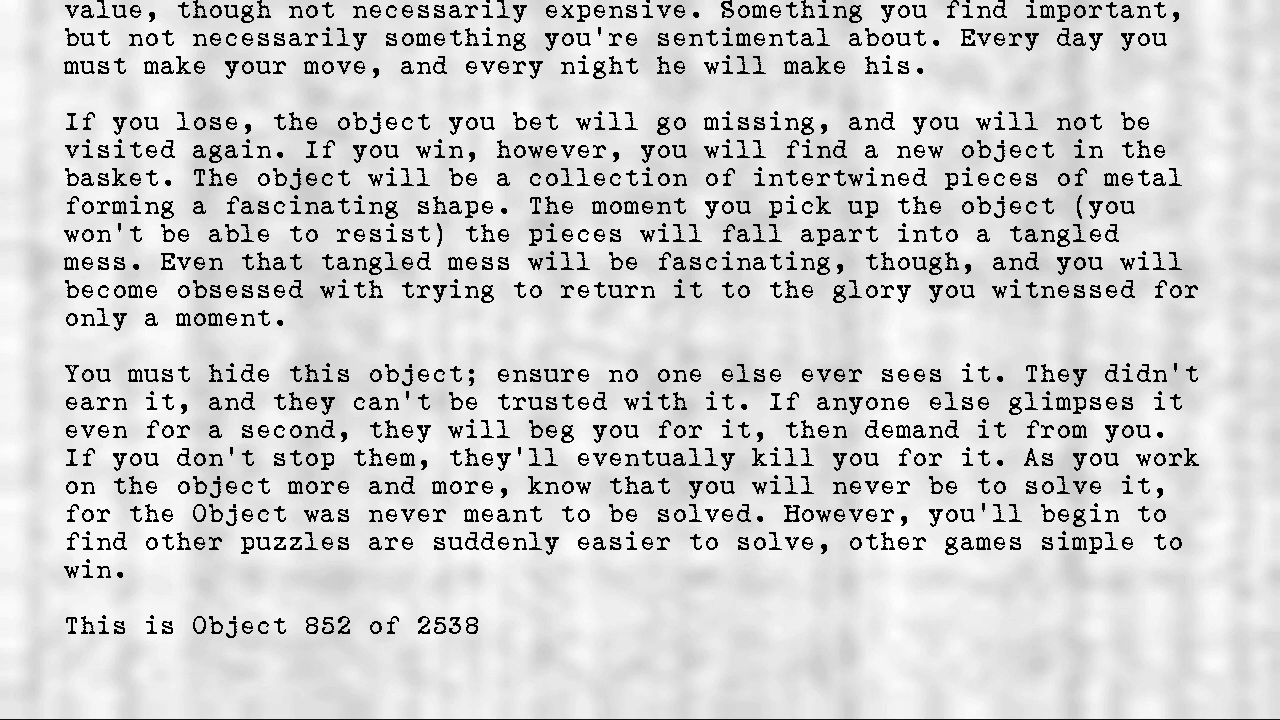 value, though not necessarily expensive. Something you find important,
but not necessarily something you're sentimental about. Every day you
must make your move, and every night he will make his.
If you lose, the object you bet will go missing, and you will not be
visited again. If you win, however, you will find a new object in the
basket. The object will be a collection of intertwined pieces of metal
forming a fascinating shape. The moment you pick up the object (you
won't be able to resist) the pieces will fall apart into a tangled
mess. Even that tangled mess will be fascinating, though, and you will
become obsessed with trying to return it to the glory you witnessed for
only a moment.
You must hide this object; ensure no one else ever sees it. They didn't
earn it, and they can't be trusted with it. If anyone else glimpses it
even for a second, they will beg you for it, then demand it from you.
If you don't stop them, they'll eventually kill you for it. As you work
on the object more and more, know that you will never be to solve it,
for the Object was never meant to be solved. However, you'll begin to
find other puzzles are suddenly easier to solve, other games simple to
win.
This is Object 852 of 2538